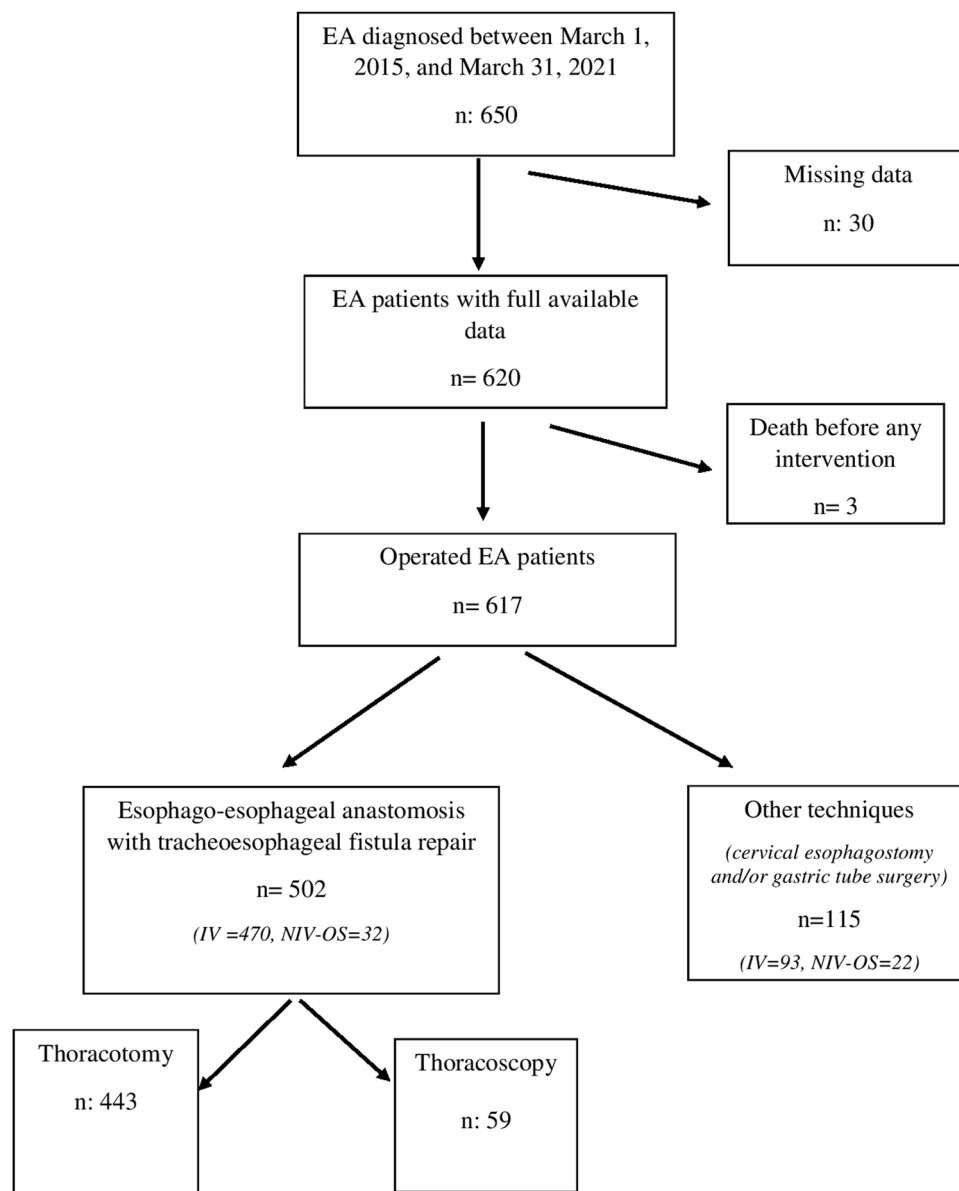 EA diagnosed between March 1,
2015, and March 31, 2021
n: 650
Missing data
n: 30
EA patients with full available
data
n= 620
Death before any
intervention
n= 3
Operated EA patients
n= 617
Esophago-esophageal anastomosis
with tracheoesophageal fistula repair
n= 502
(IV =470, NIV-OS=32)
Other techniques
(cervical esophagostomy
and/or gastric tube surgery)
n=115
(IV=93, NIV-OS=22)
Thoracotomy
n: 443
Thoracoscopy
n: 59